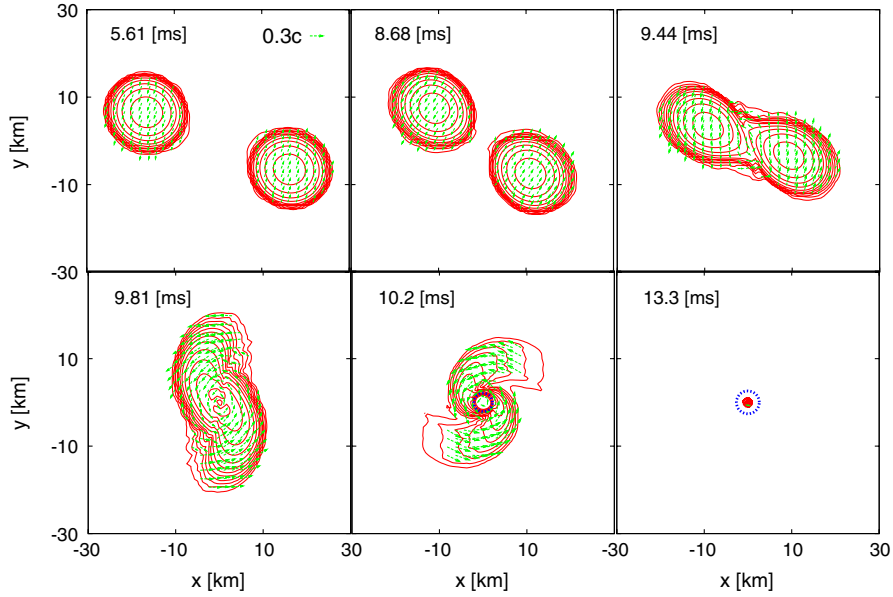 30
10
-10
-30
y [km]
5.61 [ms]
0.3c
8.68 [ms]
9.44 [ms]
10
-10
-30
y [km]
9.81 [ms]
10.2 [ms]
13.3 [ms]
-30 -10 10 30 -10 10 -30 -10 10 30
x [km] x [km] x [km]